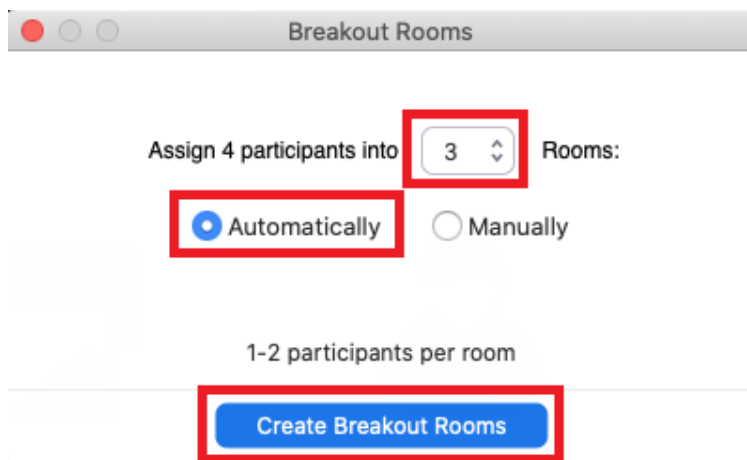 Breakout Rooms
Assign 4 participants into 3 Rooms:
Automatically Manually
1-2 participants per room
Create Breakout Rooms